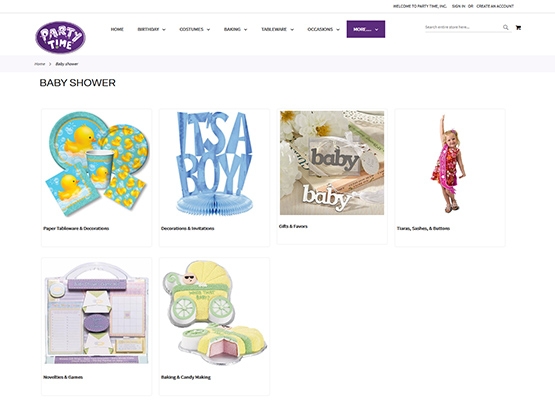 WELCOME TO PARTY TIME, INC. SIGN IN OR CREATE AN ACCOUNT
PARTY TIME
HOME BIRTHDAY COSTUMES BAKING TABLEWARE OCCASIONS MORE....
Search entire store here...
Home > Baby shower
BABY SHOWER
IT'S A
BOY!
baby
baby
Paper Tableware & Decorations
Decorations & Invitations
Gifts & Favors
Tiaras, Sashes, & Buttons
Novelties & Games
Baking & Candy Making